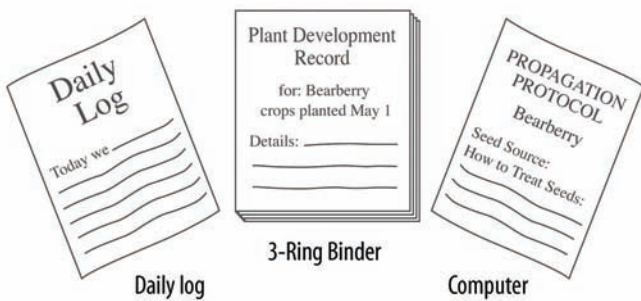 Daily
Log
Today we
Plant Development
Record
for: Bearberry
crops planted May 1
Details:
PROPAGATION
PROTOCOL
Bearberry
Seed Source:
How to Treat Seeds:
3-Ring Binder
Daily log
Computer